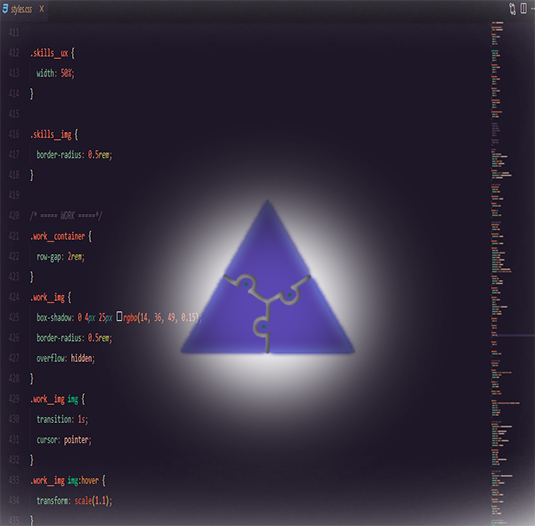 styles.css X
411
412 .skills__ux {
413 width: 50%;
414 }
415
416 .skills__img {
417 border-radius: 0.5rem;
418 }
419
420 /* ===== WORK =====*/
421 .work__container {
422 row-gap: 2rem;
423 }
424 .work__img {
425 box-shadow: 0 4px 25px rgba(14, 36, 49, 0.15);
426 border-radius: 0.5rem;
427 overflow: hidden;
428 }
429 .work__img img {
430 transition: 1s;
431 cursor: pointer;
432 }
433 .work__img img:hover {
434 transform: scale(1.1);
435 }